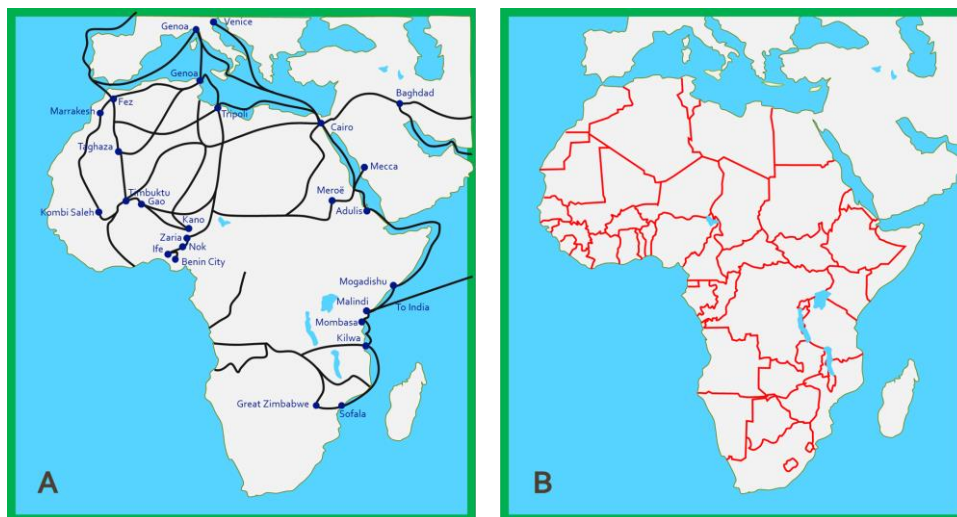 Venice
Genoa
Genoa
Baghdad
Fez
Marrakesh
Tripoli
Cairo
Taghaza
Mecca
Timbuktu
Gao
Meroë
Kombi Saleh
Adulis
Kano
Zaria
Nok
Ife
Benin City
Mogadishu
Malindi
To India
Mombasa
Kilwa
Great Zimbabwe
Sofala
A
B